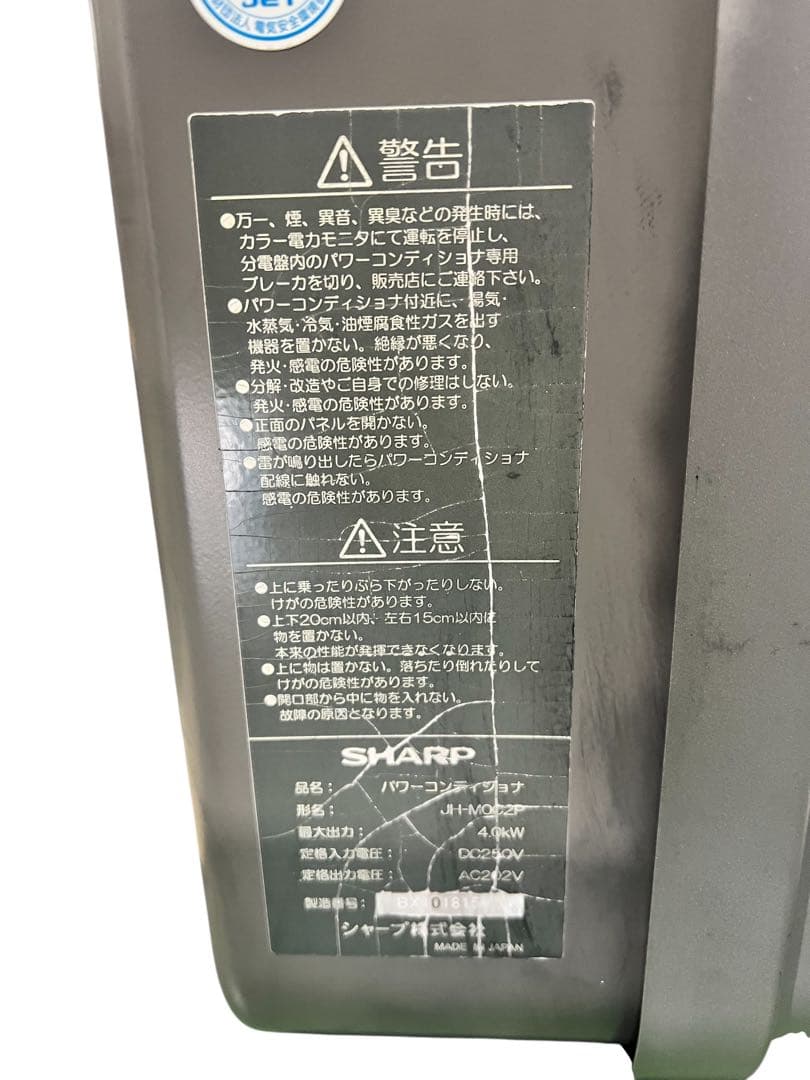 JET
財団法人電気安全環境
警告
●万一、煙、異音、異臭などの発生時には、
カラー電力モニタにて運転を停止し、
分電盤内のパワーコンディショナ専用
ブレーカを切り、販売店にご連絡下さい。
●パワーコンディショナ付近に、湯気・
水蒸気・冷気・油煙腐食性ガスを出す
機器を置かない。絶縁が悪くなり、
発火・感電の危険性があります。
●分解・改造やご自身での修理はしない。
発火・感電の危険性があります。
●正面のパネルを開かない。
感電の危険性があります。
●雷が鳴り出したらパワーコンディショナ
配線に触れない。
感電の危険性があります。
注意
●上に乗ったりぶら下がったりしない。
けがの危険性があります。
●上下20cm以内、左右15cm以内に
物を置かない。
本来の性能が発揮できなくなります。
●上に物は置かない。落ちたり倒れたりして
けがの危険性があります。
●開口部から中に物を入れない。
故障の原因となります。
SHARP
品名： パワーコンディショナ
形名： JH-M0C2P
最大出力： 4.0kW
定格入力電圧： DC250V
定格出力電圧： AC202V
製造番号：
シャープ株式会社
MADE IN JAPAN